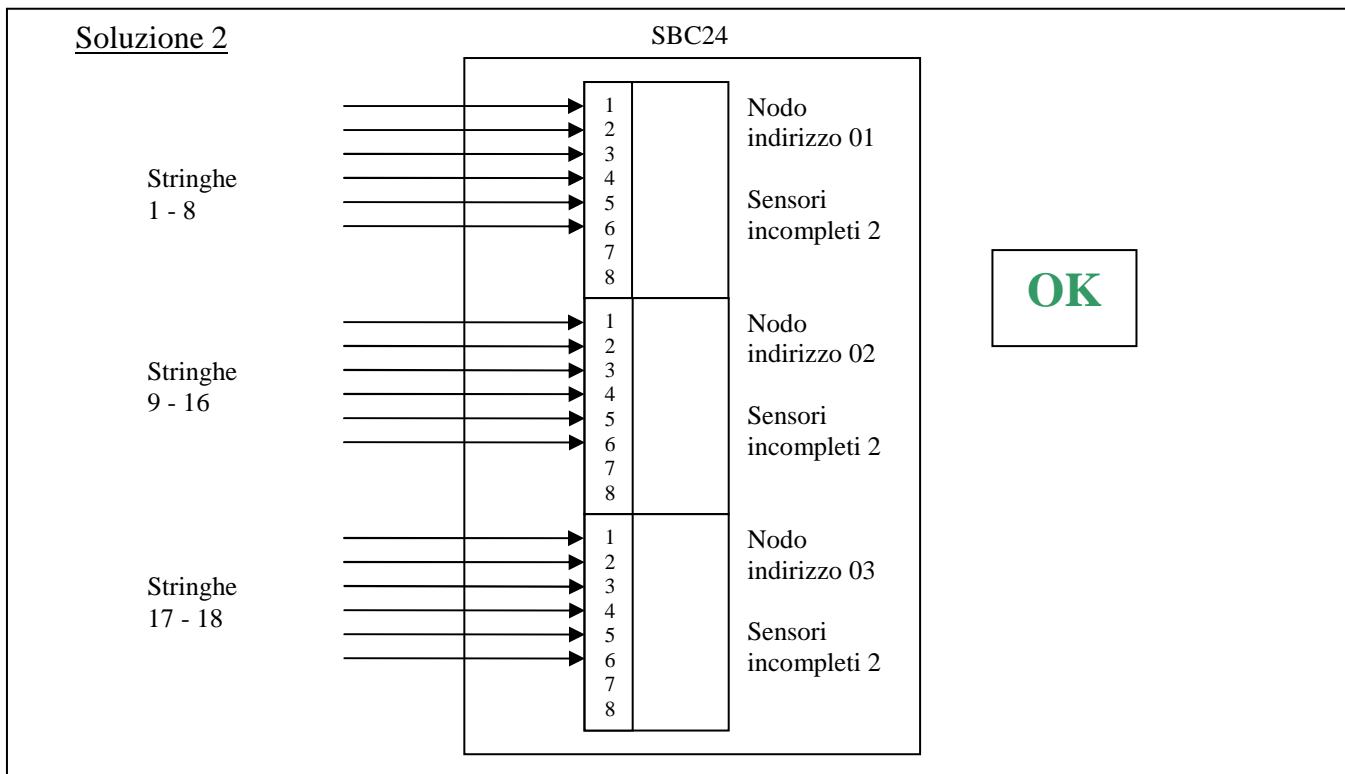 Soluzione 2
SBC24
Stringhe
1 - 8
1
2
3
4
5
6
7
8
Nodo
indirizzo 01
Sensori
incompleti 2
OK
Stringhe
9 - 16
1
2
3
4
5
6
7
8
Nodo
indirizzo 02
Sensori
incompleti 2
Stringhe
17 - 18
1
2
3
4
5
6
7
8
Nodo
indirizzo 03
Sensori
incompleti 2